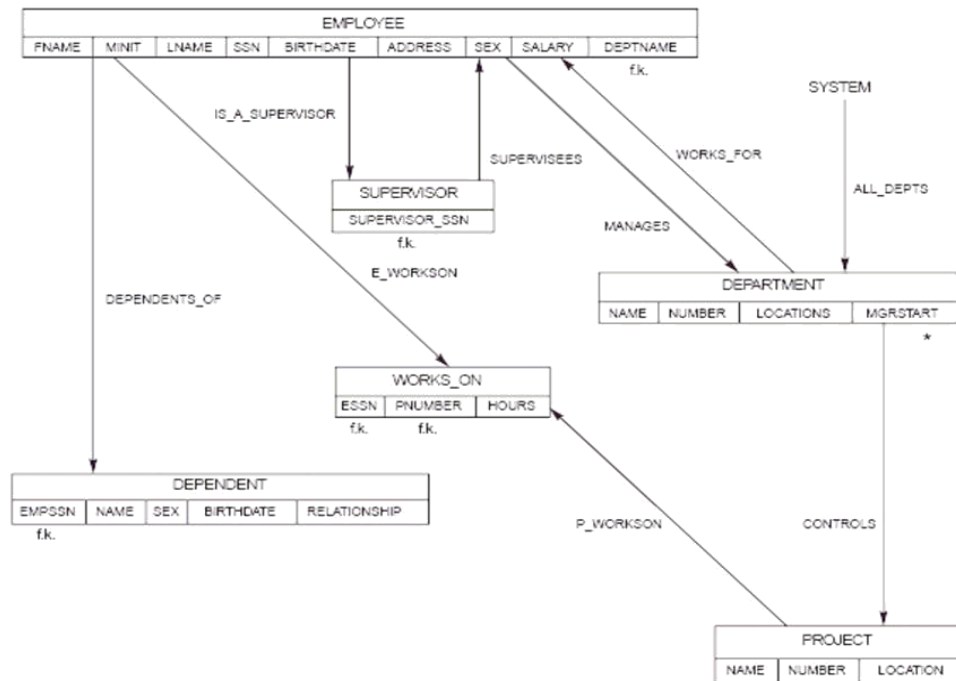 EMPLOYEE
FNAME MINIT LNAME SSN BIRTHDATE ADDRESS SEX SALARY DEPTNAME
f.k.
SYSTEM
IS_A_SUPERVISOR
SUPERVISEES
WORKS_FOR
ALL_DEPTS
SUPERVISOR
SUPERVISOR_SSN
f.k.
MANAGES
E_WORKSON
DEPENDENTS_OF
DEPARTMENT
NAME NUMBER LOCATIONS MGRSTART
*
WORKS_ON
ESSN PNUMBER HOURS
f.k. f.k.
DEPENDENT
EMPSSN NAME SEX BIRTHDATE RELATIONSHIP
f.k.
P_WORKSON
CONTROLS
PROJECT
NAME NUMBER LOCATION